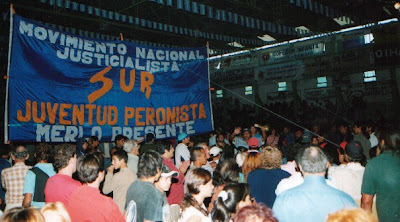 MOVIMIENTO NACIONAL
JUSTICIALISTA
SUR
JUVENTUD PERONISTA
MERLO PRESENTE